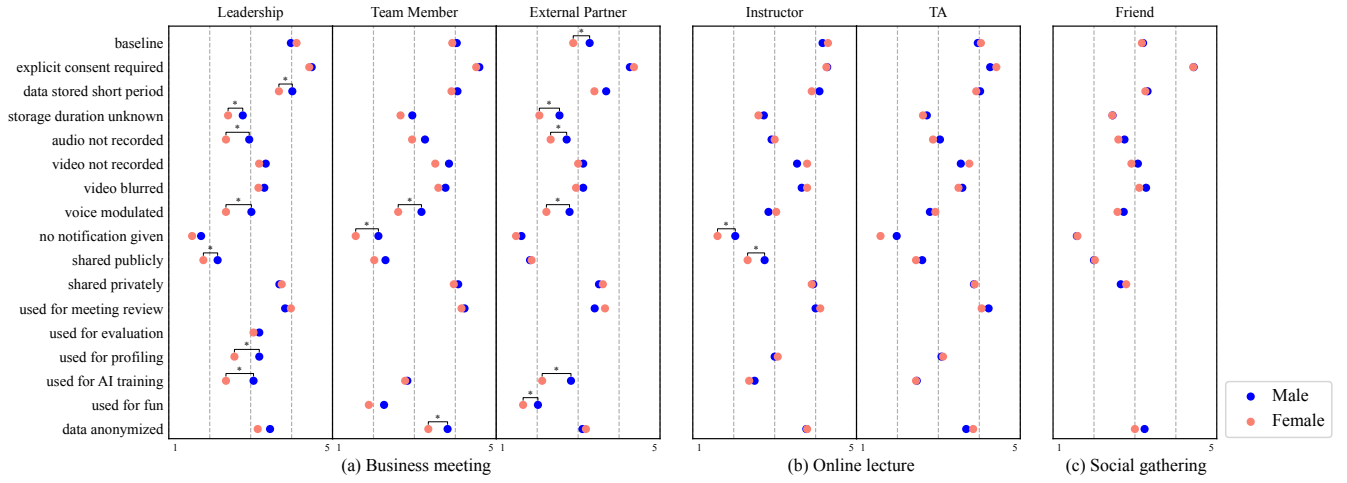 Leadership Team Member External Partner Instructor TA Friend
baseline *
explicit consent required
data stored short period *
storage duration unknown * *
audio not recorded * *
video not recorded
video blurred
voice modulated * * *
no notification given * *
shared publicly * *
shared privately
used for meeting review
used for evaluation
used for profiling *
used for AI training * *
used for fun *
data anonymized *
Male
Female
1 5 1 5 1 5 1 5 1 5 1 5
(a) Business meeting (b) Online lecture (c) Social gathering